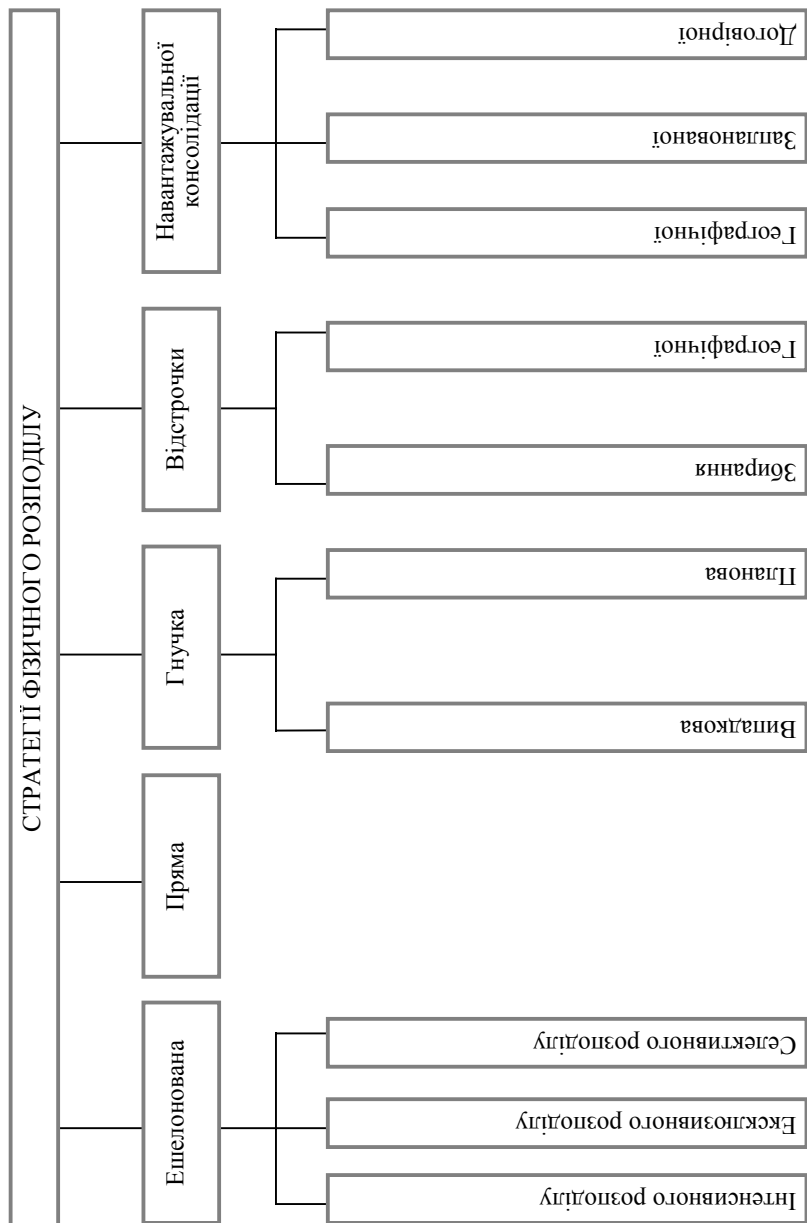 СТРАТЕГІЇ ФІЗИЧНОГО РОЗПОДІЛУ
Ешелонована
Інтенсивного розподілу
Ексклюзивного розподілу
Селективного розподілу
Пряма
Гнучка
Випадкова
Планова
Відстрочки
Збирання
Географічної
Навантажувальної
консолідації
Географічної
Запланованої
Договірної